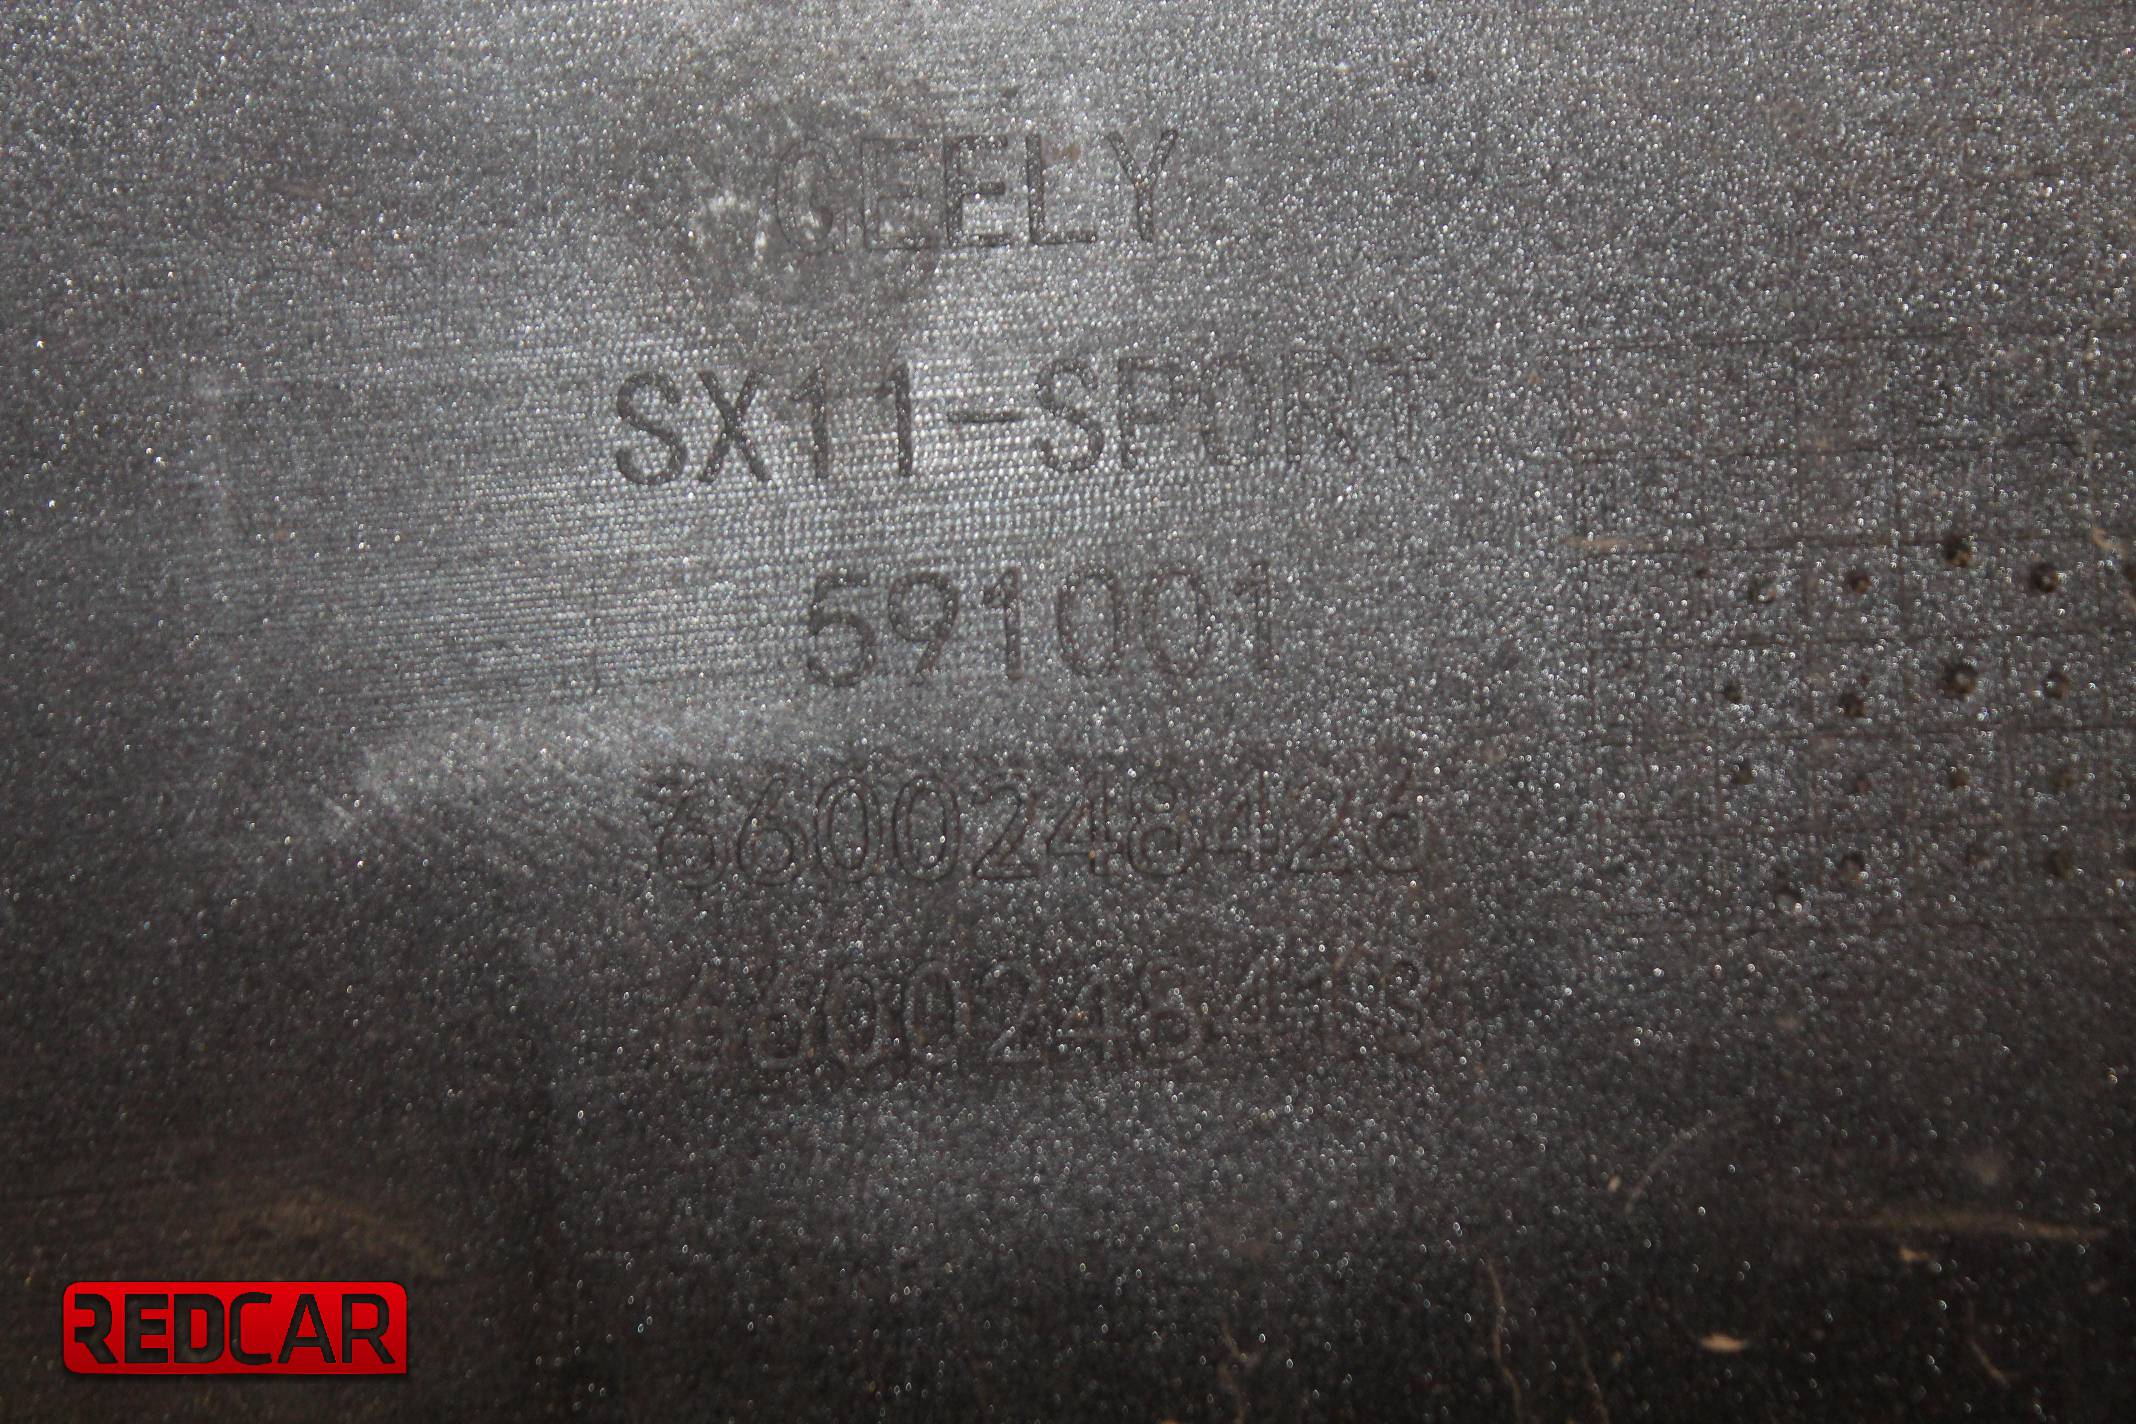 GEELY
SX11-SPORT
591001
6600248426
6600248418
REDCAR